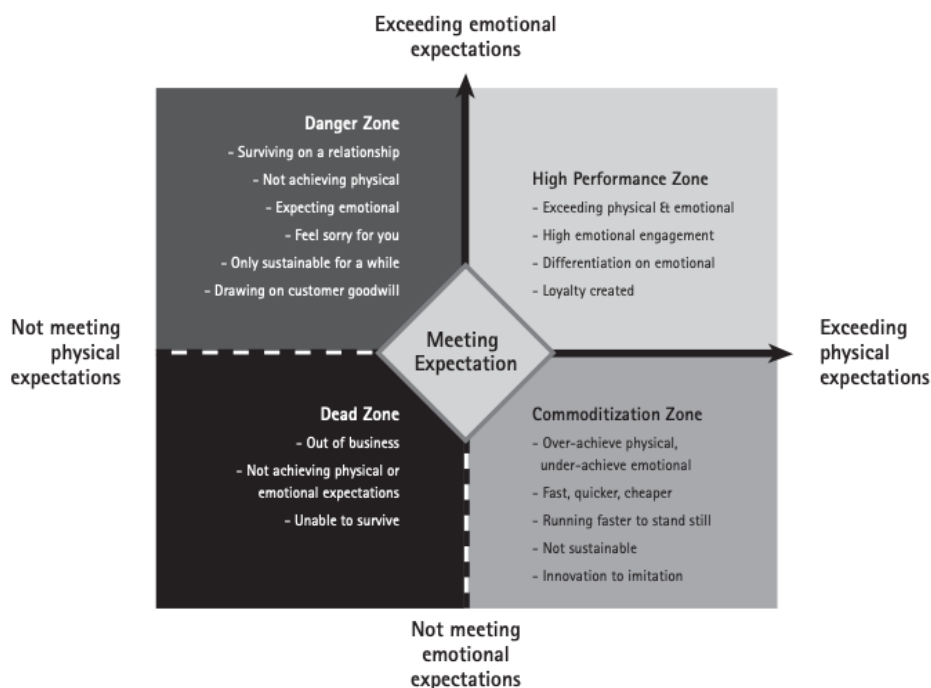 Exceeding emotional
expectations
Danger Zone
- Surviving on a relationship
- Not achieving physical
- Expecting emotional
- Feel sorry for you
- Only sustainable for a while
- Drawing on customer goodwill
High Performance Zone
- Exceeding physical & emotional
- High emotional engagement
- Differentiation on emotional
- Loyalty created
Not meeting
physical
expectations
Meeting
Expectation
Exceeding
physical
expectations
Dead Zone
- Out of business
- Not achieving physical or
emotional expectations
- Unable to survive
Commoditization Zone
- Over-achieve physical,
under-achieve emotional
- Fast, quicker, cheaper
- Running faster to stand still
- Not sustainable
- Innovation to imitation
Not meeting
emotional
expectations